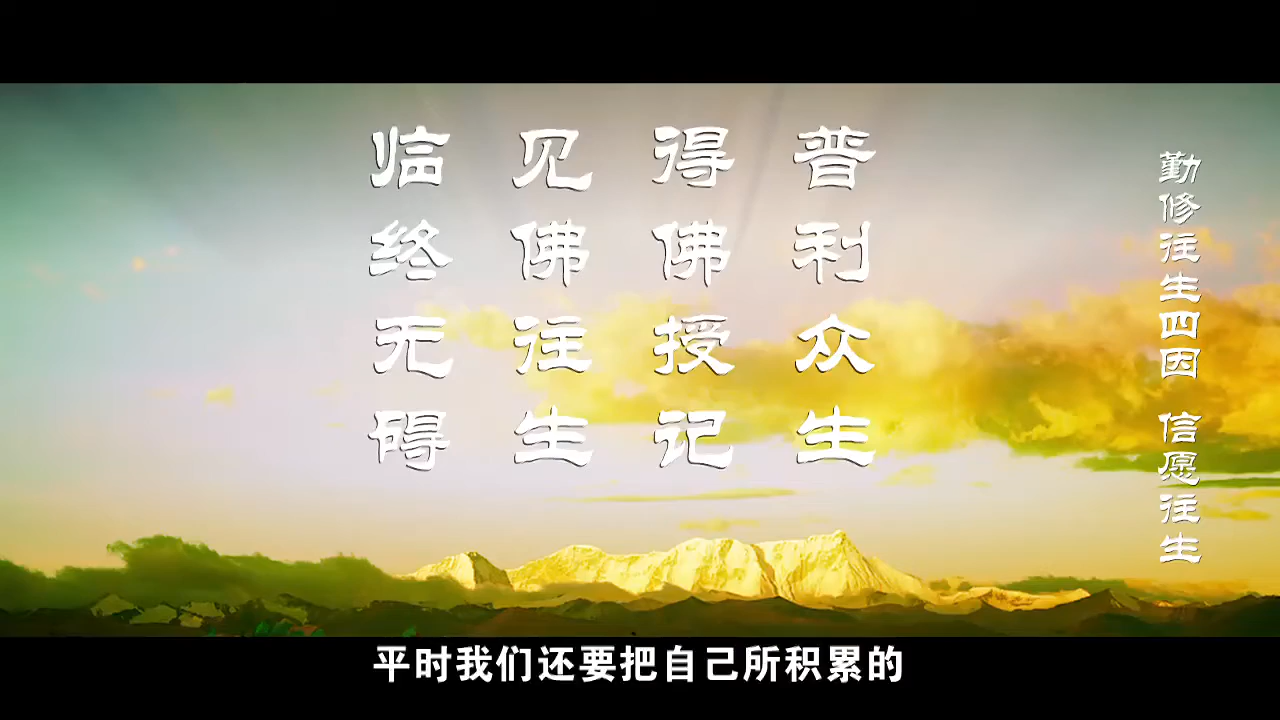 临终无碍
见佛往生
得佛授记
普利众生
勤修往生四因 信愿往生
平时我们还要把自己所积累的